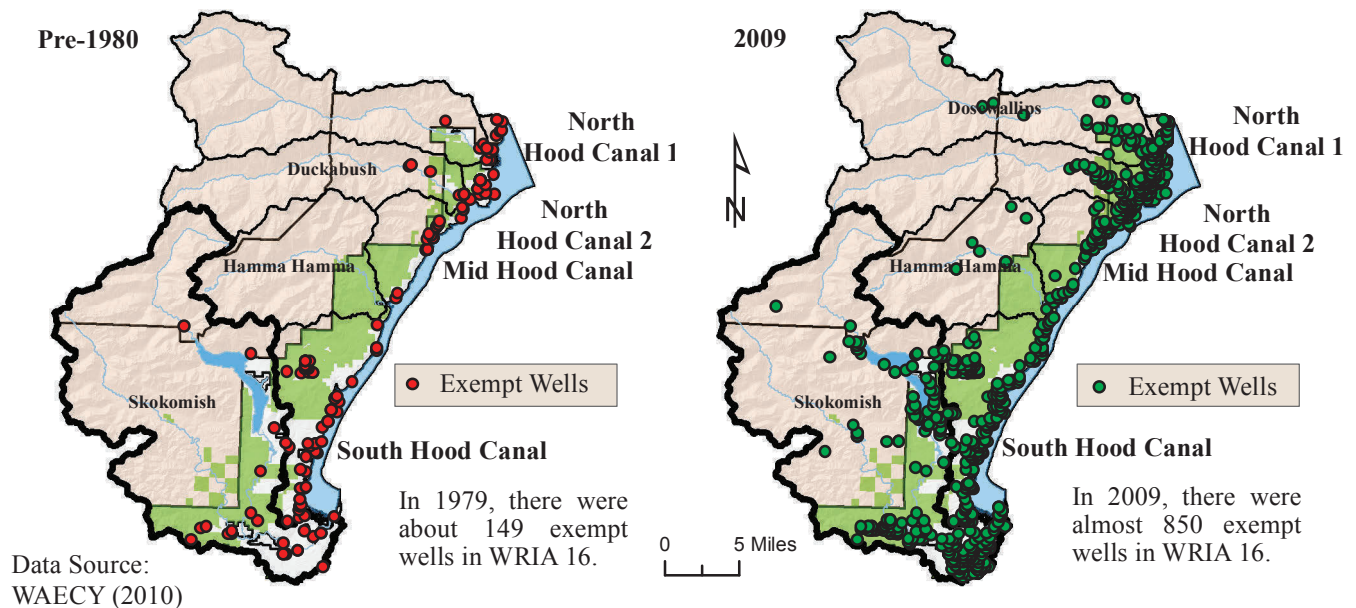 Pre-1980
North
Hood Canal 1
Duckabush
North
Hood Canal 2
Hamma Hamma
Mid Hood Canal
Exempt Wells
Skokomish
South Hood Canal
In 1979, there were
about 149 exempt
wells in WRIA 16.
Data Source:
WAECY (2010)
N
0 5 Miles
2009
Dosewallips
North
Hood Canal 1
North
Hood Canal 2
Hamma Hamma
Mid Hood Canal
Exempt Wells
Skokomish
South Hood Canal
In 2009, there were
almost 850 exempt
wells in WRIA 16.